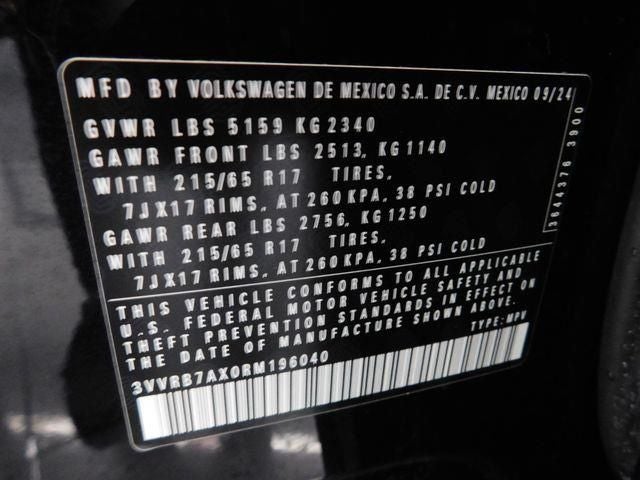 MFD BY VOLKSWAGEN DE MEXICO S.A. DE C.V. MEXICO 09/24
GVWR LBS 5159 KG 2340
GAWR FRONT LBS 2513, KG 1140
WITH 215/65 R17 TIRES,
7JX17 RIMS, AT 260 KPA, 38 PSI COLD
GAWR REAR LBS 2756, KG 1250
WITH 215/65 R17 TIRES,
7JX17 RIMS, AT 260 KPA, 38 PSI COLD
THIS VEHICLE CONFORMS TO ALL APPLICABLE
U.S. FEDERAL MOTOR VEHICLE SAFETY AND
THEFT PREVENTION STANDARDS IN EFFECT ON
THE DATE OF MANUFACTURE SHOWN ABOVE.
3VVRB7AX0RM196040 TYPE: MPV
3644376 3900